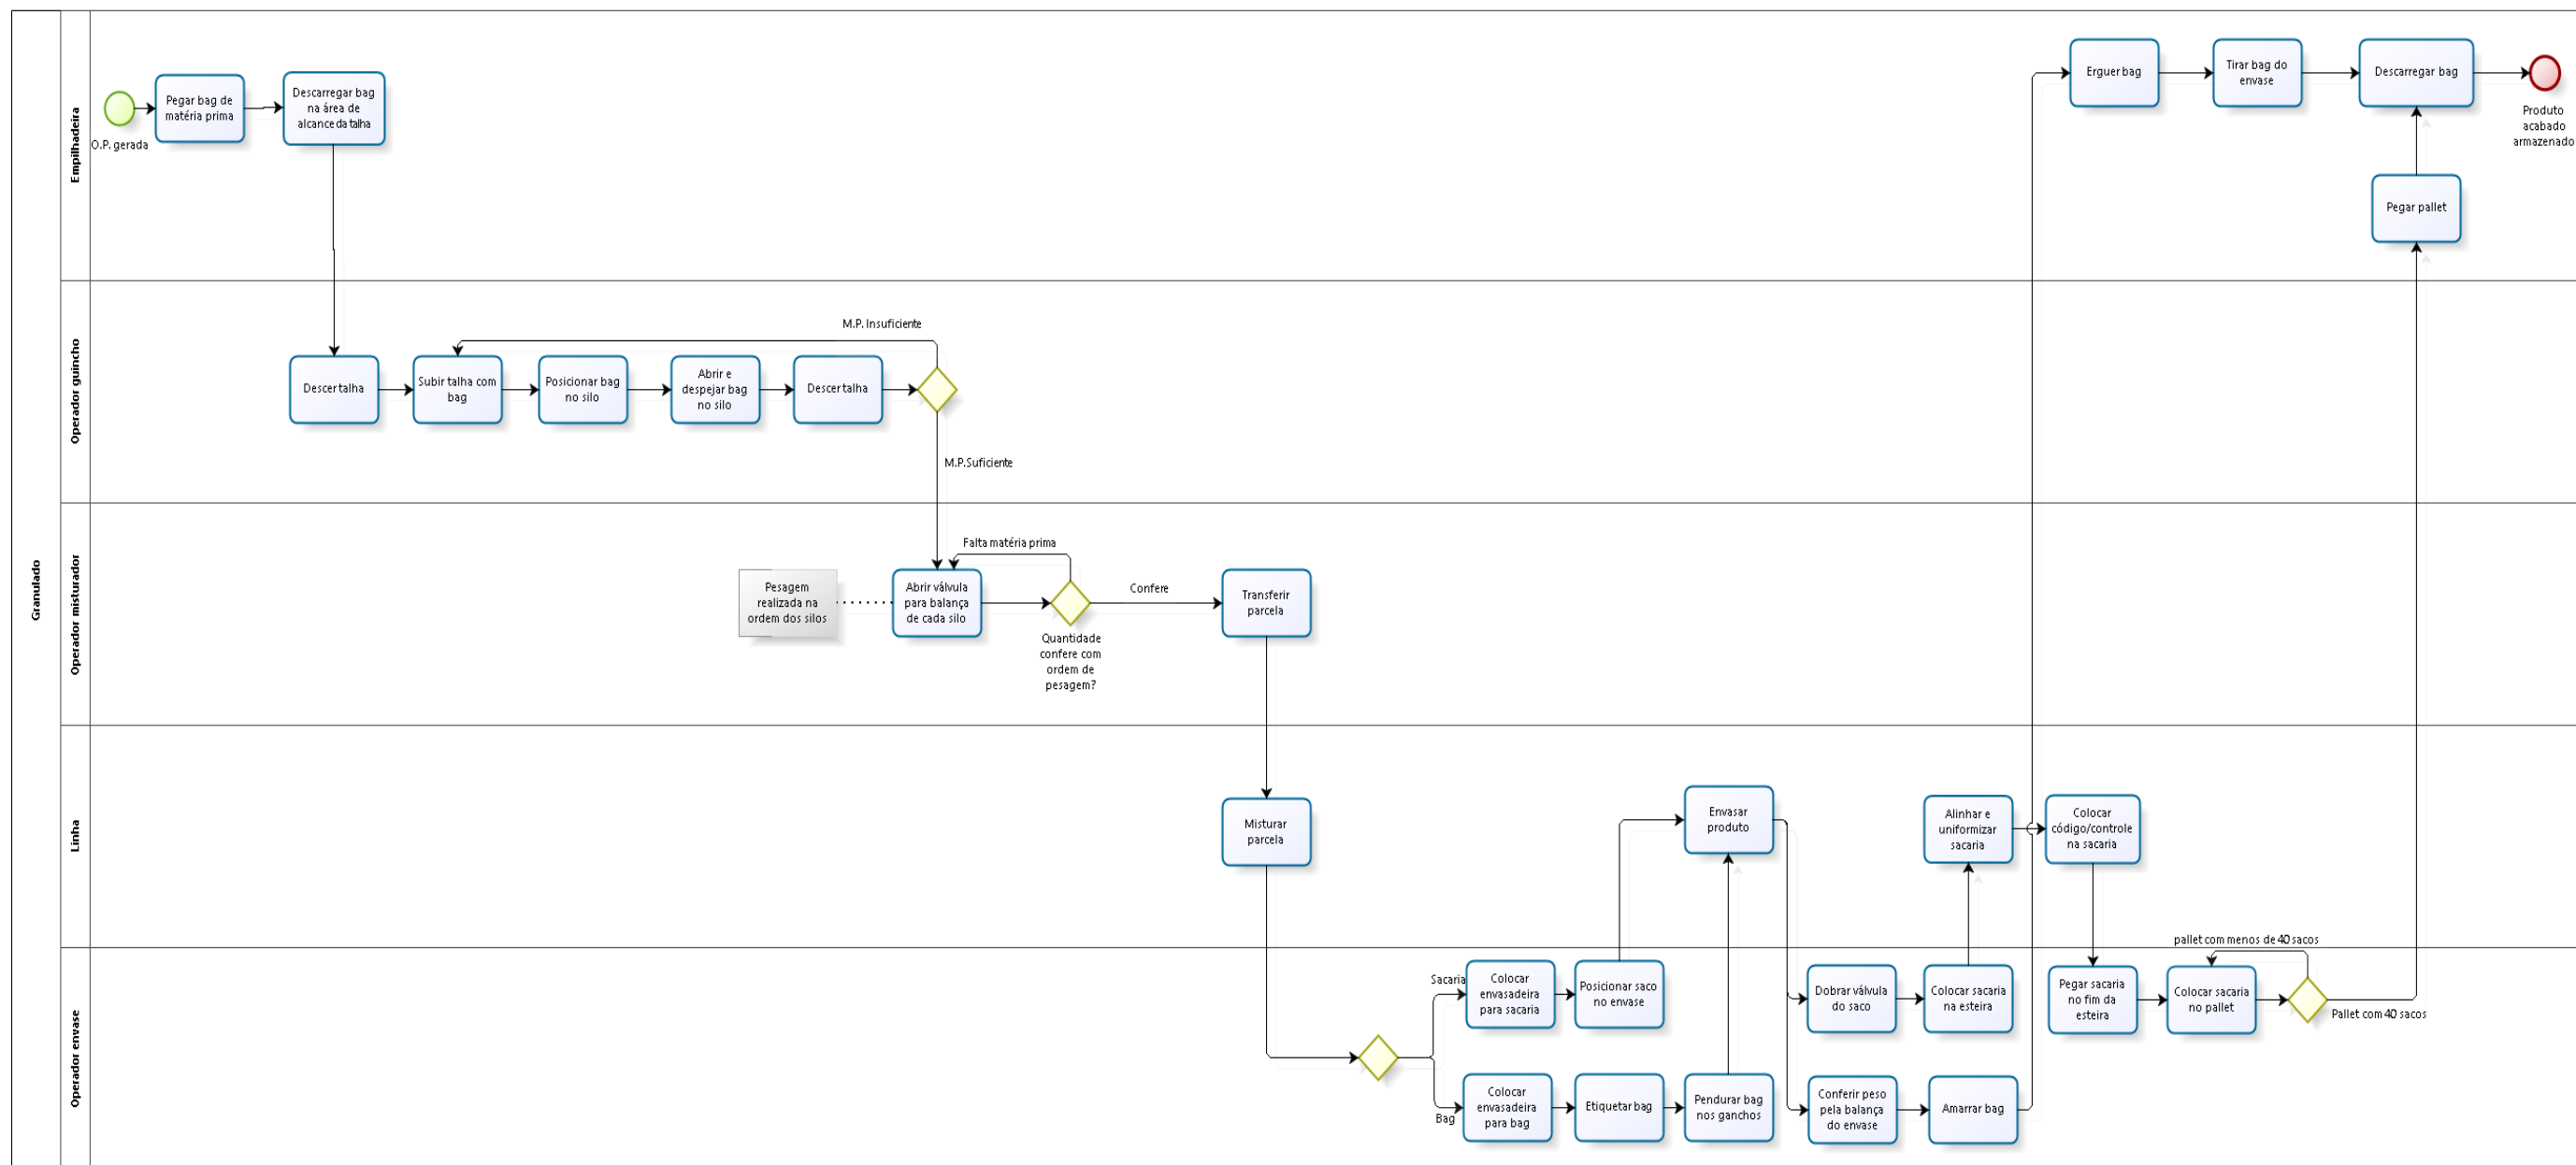 Granulado
Empilhadeira
O.P. gerada
Pegar bag de
matéria prima
Descarregar bag
na área de
alcance da talha
Erguer bag
Tirar bag do
envase
Descarregar bag
Produto
acabado
armazenado
Pegar pallet
Operador guincho
M.P. Insuficiente
Descer talha
Subir talha com
bag
Posicionar bag
no silo
Abrir e
despejar bag
no silo
Descer talha
M.P.Suficiente
Operador misturador
Falta matéria prima
Pesagem
realizada na
ordem dos silos
Abrir válvula
para balança
de cada silo
Quantidade
confere com
ordem de
pesagem?
Confere
Transferir
parcela
Linha
Misturar
parcela
Envasar
produto
Alinhar e
uniformizar
sacaria
Colocar
código/controle
na sacaria
Operador envase
Sacaria
Colocar
envasadeira
para sacaria
Posicionar saco
no envase
Dobrar válvula
do saco
Colocar sacaria
na esteira
Pegar sacaria
no fim da
esteira
Colocar sacaria
no pallet
pallet com menos de 40 sacos
Pallet com 40 sacos
Bag
Colocar
envasadeira
para bag
Etiquetar bag
Pendurar bag
nos ganchos
Conferir peso
pela balança
do envase
Amarrar bag